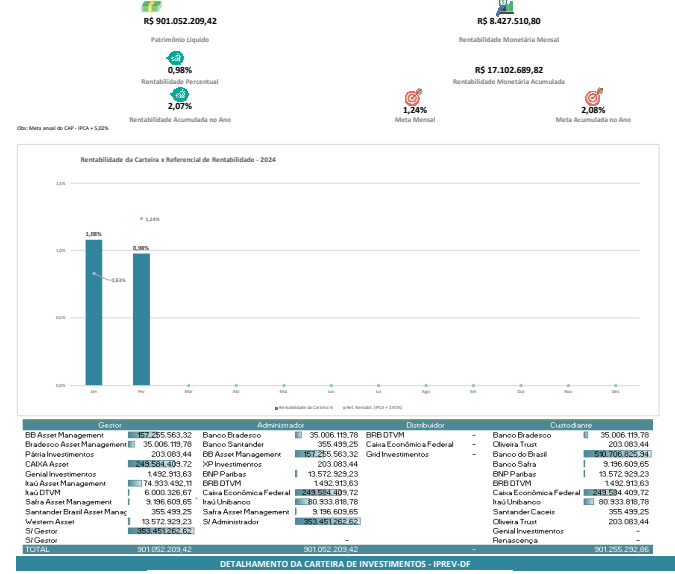 R$ 901.052.209,42 R$ 8.427.510,80
Patrimônio Líquido Rentabilidade Monetária Mensal
0,98% R$ 17.102.689,82
Rentabilidade Percentual Rentabilidade Monetária Acumulada
2,07% 1,24% 2,08%
Rentabilidade Acumulada no Ano Meta Mensal Meta Acumulada no Ano
Obs: Meta anual do CAP - IPCA + 5,02%
Rentabilidade da Carteira x Referencial de Rentabilidade - 2024
1,5%
1,24%
1,08%
0,98%
1,0%
0,83%
0,5%
0,0%
Jan Fev Mar Abr Mai Jun Jul Ago Set Out Nov Dez
Rentabilidade da Carteira %
Gestor Administrador Distribuidor Custodiante
BB Asset Management 157.255.563,32 Banco Bradesco 35.006.119,78 BRB DTVM - Banco Bradesco 35.006.119,78
Bradesco Asset Management 35.006.119,78 Banco Santander 355.499,25 Caixa Econômica Federal - Oliveira Trust 203.083,44
Pátria Investimentos 203.083,44 BB Asset Management 157.255.563,32 Grid Investimentos - Banco do Brasil 510.706.825,94
CAIXA Asset 249.584.409,72 XP Investimentos 203.083,44 Banco Safra 9.196.609,65
Genial Investimentos 1.492.913,63 BNP Paribas 13.572.929,23 BNP Paribas 13.572.929,23
Itaú Asset Management 74.933.492,11 BRB DTVM 1.492.913,63 BRB DTVM 1.492.913,63
Itaú DTVM 6.000.326,67 Caixa Econômica Federal 249.584.409,72 Caixa Econômica Federal 249.584.409,72
Safra Asset Management 9.196.609,65 Itaú Unibanco 80.933.818,78 Itaú Unibanco 80.933.818,78
Santander Brasil Asset Manag 355.499,25 Safra Asset Management 9.196.609,65 Santander Caceis 355.499,25
Western Asset 13.572.929,23 S/ Administrador 353.451.262,62 Oliveira Trust 203.083,44
S/ Gestor 353.451.262,62 Genial Investimentos -
S/ Gestor - Renascença -
TOTAL 901.052.209,42 901.052.209,42 - 901.255.292,86
DETALHAMENTO DA CARTEIRA DE INVESTIMENTOS - IPREV-DF